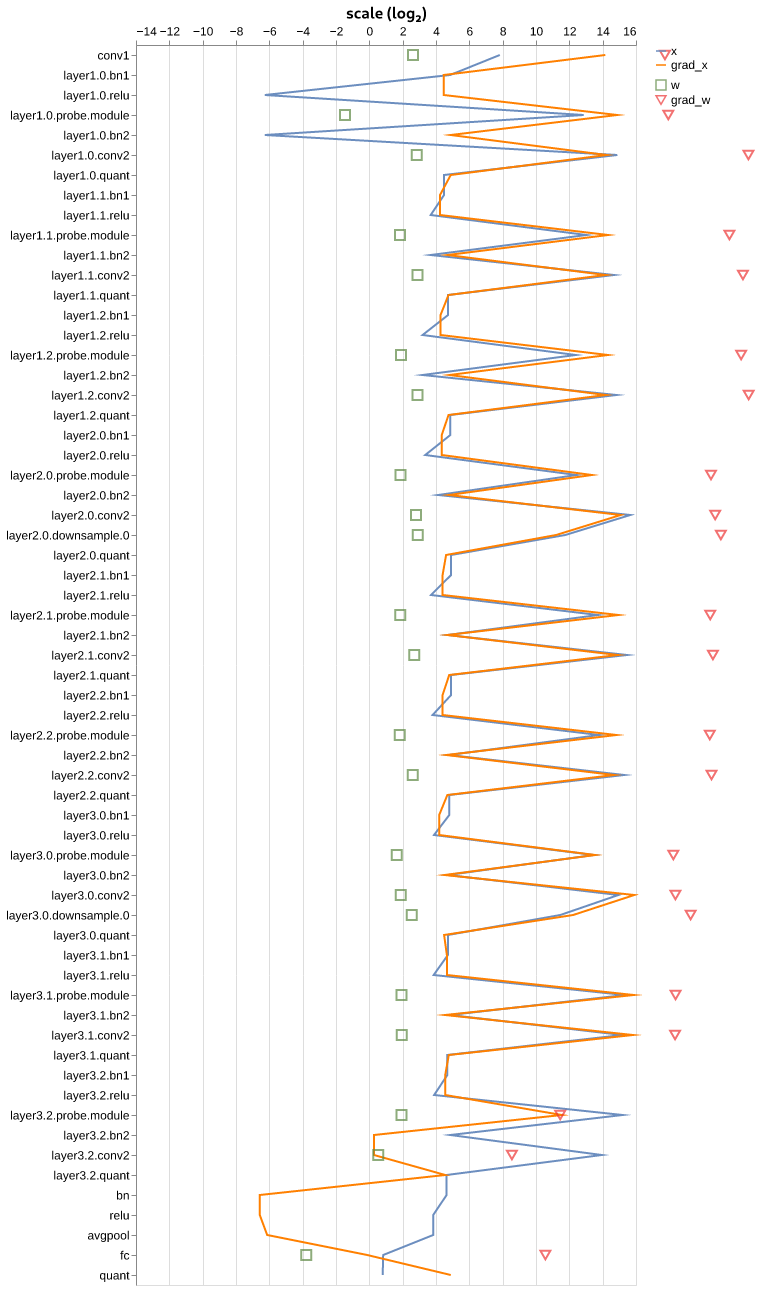 scale (log₂)
−14 −12 −10 −8 −6 −4 −2 0 2 4 6 8 10 12 14 16
conv1
layer1.0.bn1
layer1.0.relu
layer1.0.probe.module
layer1.0.bn2
layer1.0.conv2
layer1.0.quant
layer1.1.bn1
layer1.1.relu
layer1.1.probe.module
layer1.1.bn2
layer1.1.conv2
layer1.1.quant
layer1.2.bn1
layer1.2.relu
layer1.2.probe.module
layer1.2.bn2
layer1.2.conv2
layer1.2.quant
layer2.0.bn1
layer2.0.relu
layer2.0.probe.module
layer2.0.bn2
layer2.0.conv2
layer2.0.downsample.0
layer2.0.quant
layer2.1.bn1
layer2.1.relu
layer2.1.probe.module
layer2.1.bn2
layer2.1.conv2
layer2.1.quant
layer2.2.bn1
layer2.2.relu
layer2.2.probe.module
layer2.2.bn2
layer2.2.conv2
layer2.2.quant
layer3.0.bn1
layer3.0.relu
layer3.0.probe.module
layer3.0.bn2
layer3.0.conv2
layer3.0.downsample.0
layer3.0.quant
layer3.1.bn1
layer3.1.relu
layer3.1.probe.module
layer3.1.bn2
layer3.1.conv2
layer3.1.quant
layer3.2.bn1
layer3.2.relu
layer3.2.probe.module
layer3.2.bn2
layer3.2.conv2
layer3.2.quant
bn
relu
avgpool
fc
quant
x
grad_x
w
grad_w